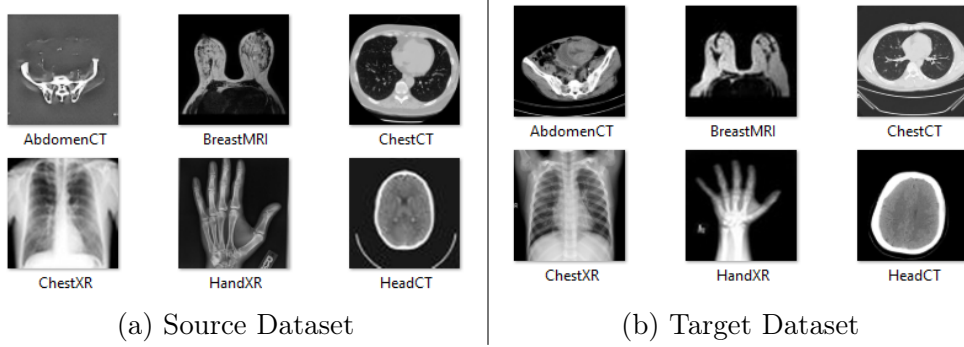 AbdomenCT BreastMRI ChestCT
ChestXR HandXR HeadCT
(a) Source Dataset
AbdomenCT BreastMRI ChestCT
ChestXR HandXR HeadCT
(b) Target Dataset